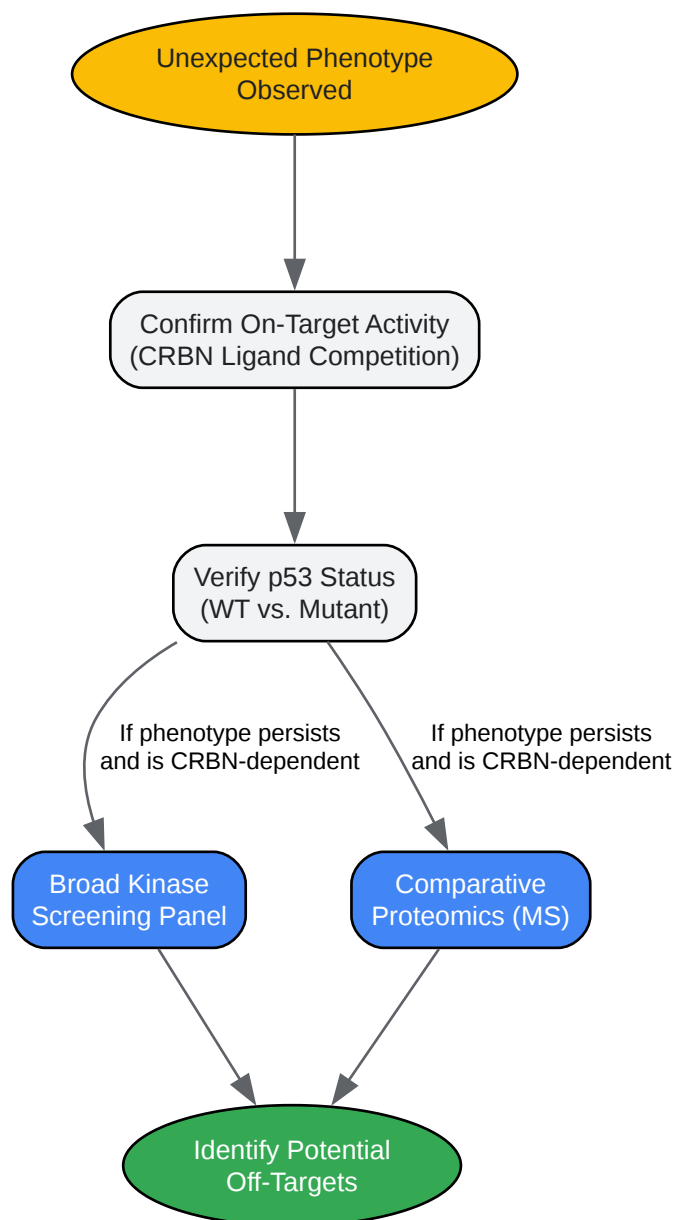 Unexpected Phenotype
Observed
Confirm On-Target Activity
(CRBN Ligand Competition)
Verify p53 Status
(WT vs. Mutant)
If phenotype persists
and is CRBN-dependent
If phenotype persists
and is CRBN-dependent
Broad Kinase
Screening Panel
Comparative
Proteomics (MS)
Identify Potential
Off-Targets